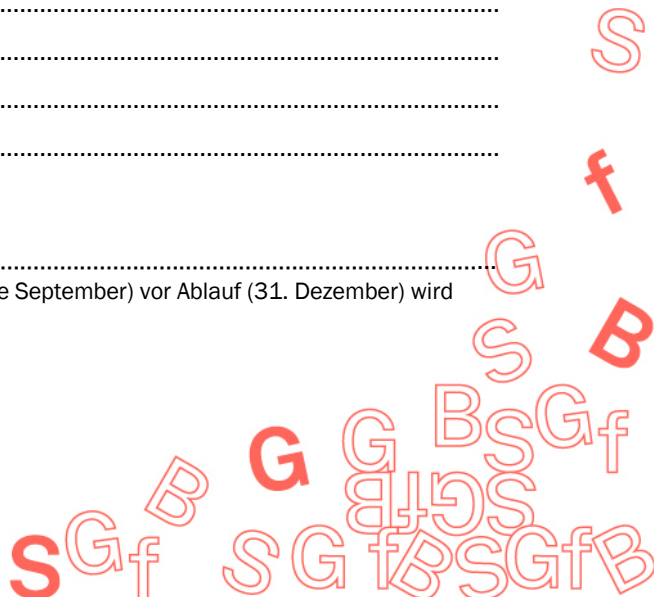 S
f
G
e September) vor Ablauf (31. Dezember) wird
B
S
B S G f
G G
B
S G f B
S G f
S G f B S G f B